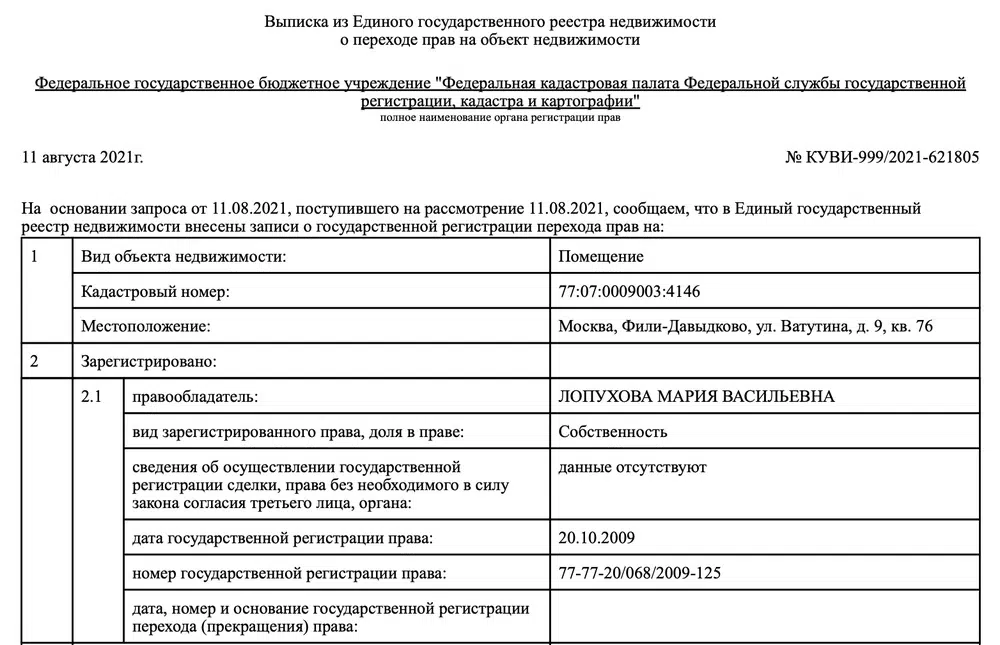 Выписка из Единого государственного реестра недвижимости
о переходе прав на объект недвижимости
Федеральное государственное бюджетное учреждение "Федеральная кадастровая палата Федеральной службы государственной
регистрации, кадастра и картографии"
полное наименование органа регистрации прав
11 августа 2021г. № КУВИ-999/2021-621805
На основании запроса от 11.08.2021, поступившего на рассмотрение 11.08.2021, сообщаем, что в Единый государственный
реестр недвижимости внесены записи о государственной регистрации перехода прав на:
1 Вид объекта недвижимости: Помещение
Кадастровый номер: 77:07:0009003:4146
Местоположение: Москва, Фили-Давыдково, ул. Ватутина, д. 9, кв. 76
2 Зарегистрировано:
2.1 правообладатель: ЛОПУХОВА МАРИЯ ВАСИЛЬЕВНА
вид зарегистрированного права, доля в праве: Собственность
сведения об осуществлении государственной данные отсутствуют
регистрации сделки, права без необходимого в силу
закона согласия третьего лица, органа:
дата государственной регистрации права: 20.10.2009
номер государственной регистрации права: 77-77-20/068/2009-125
дата, номер и основание государственной регистрации
перехода (прекращения) права: